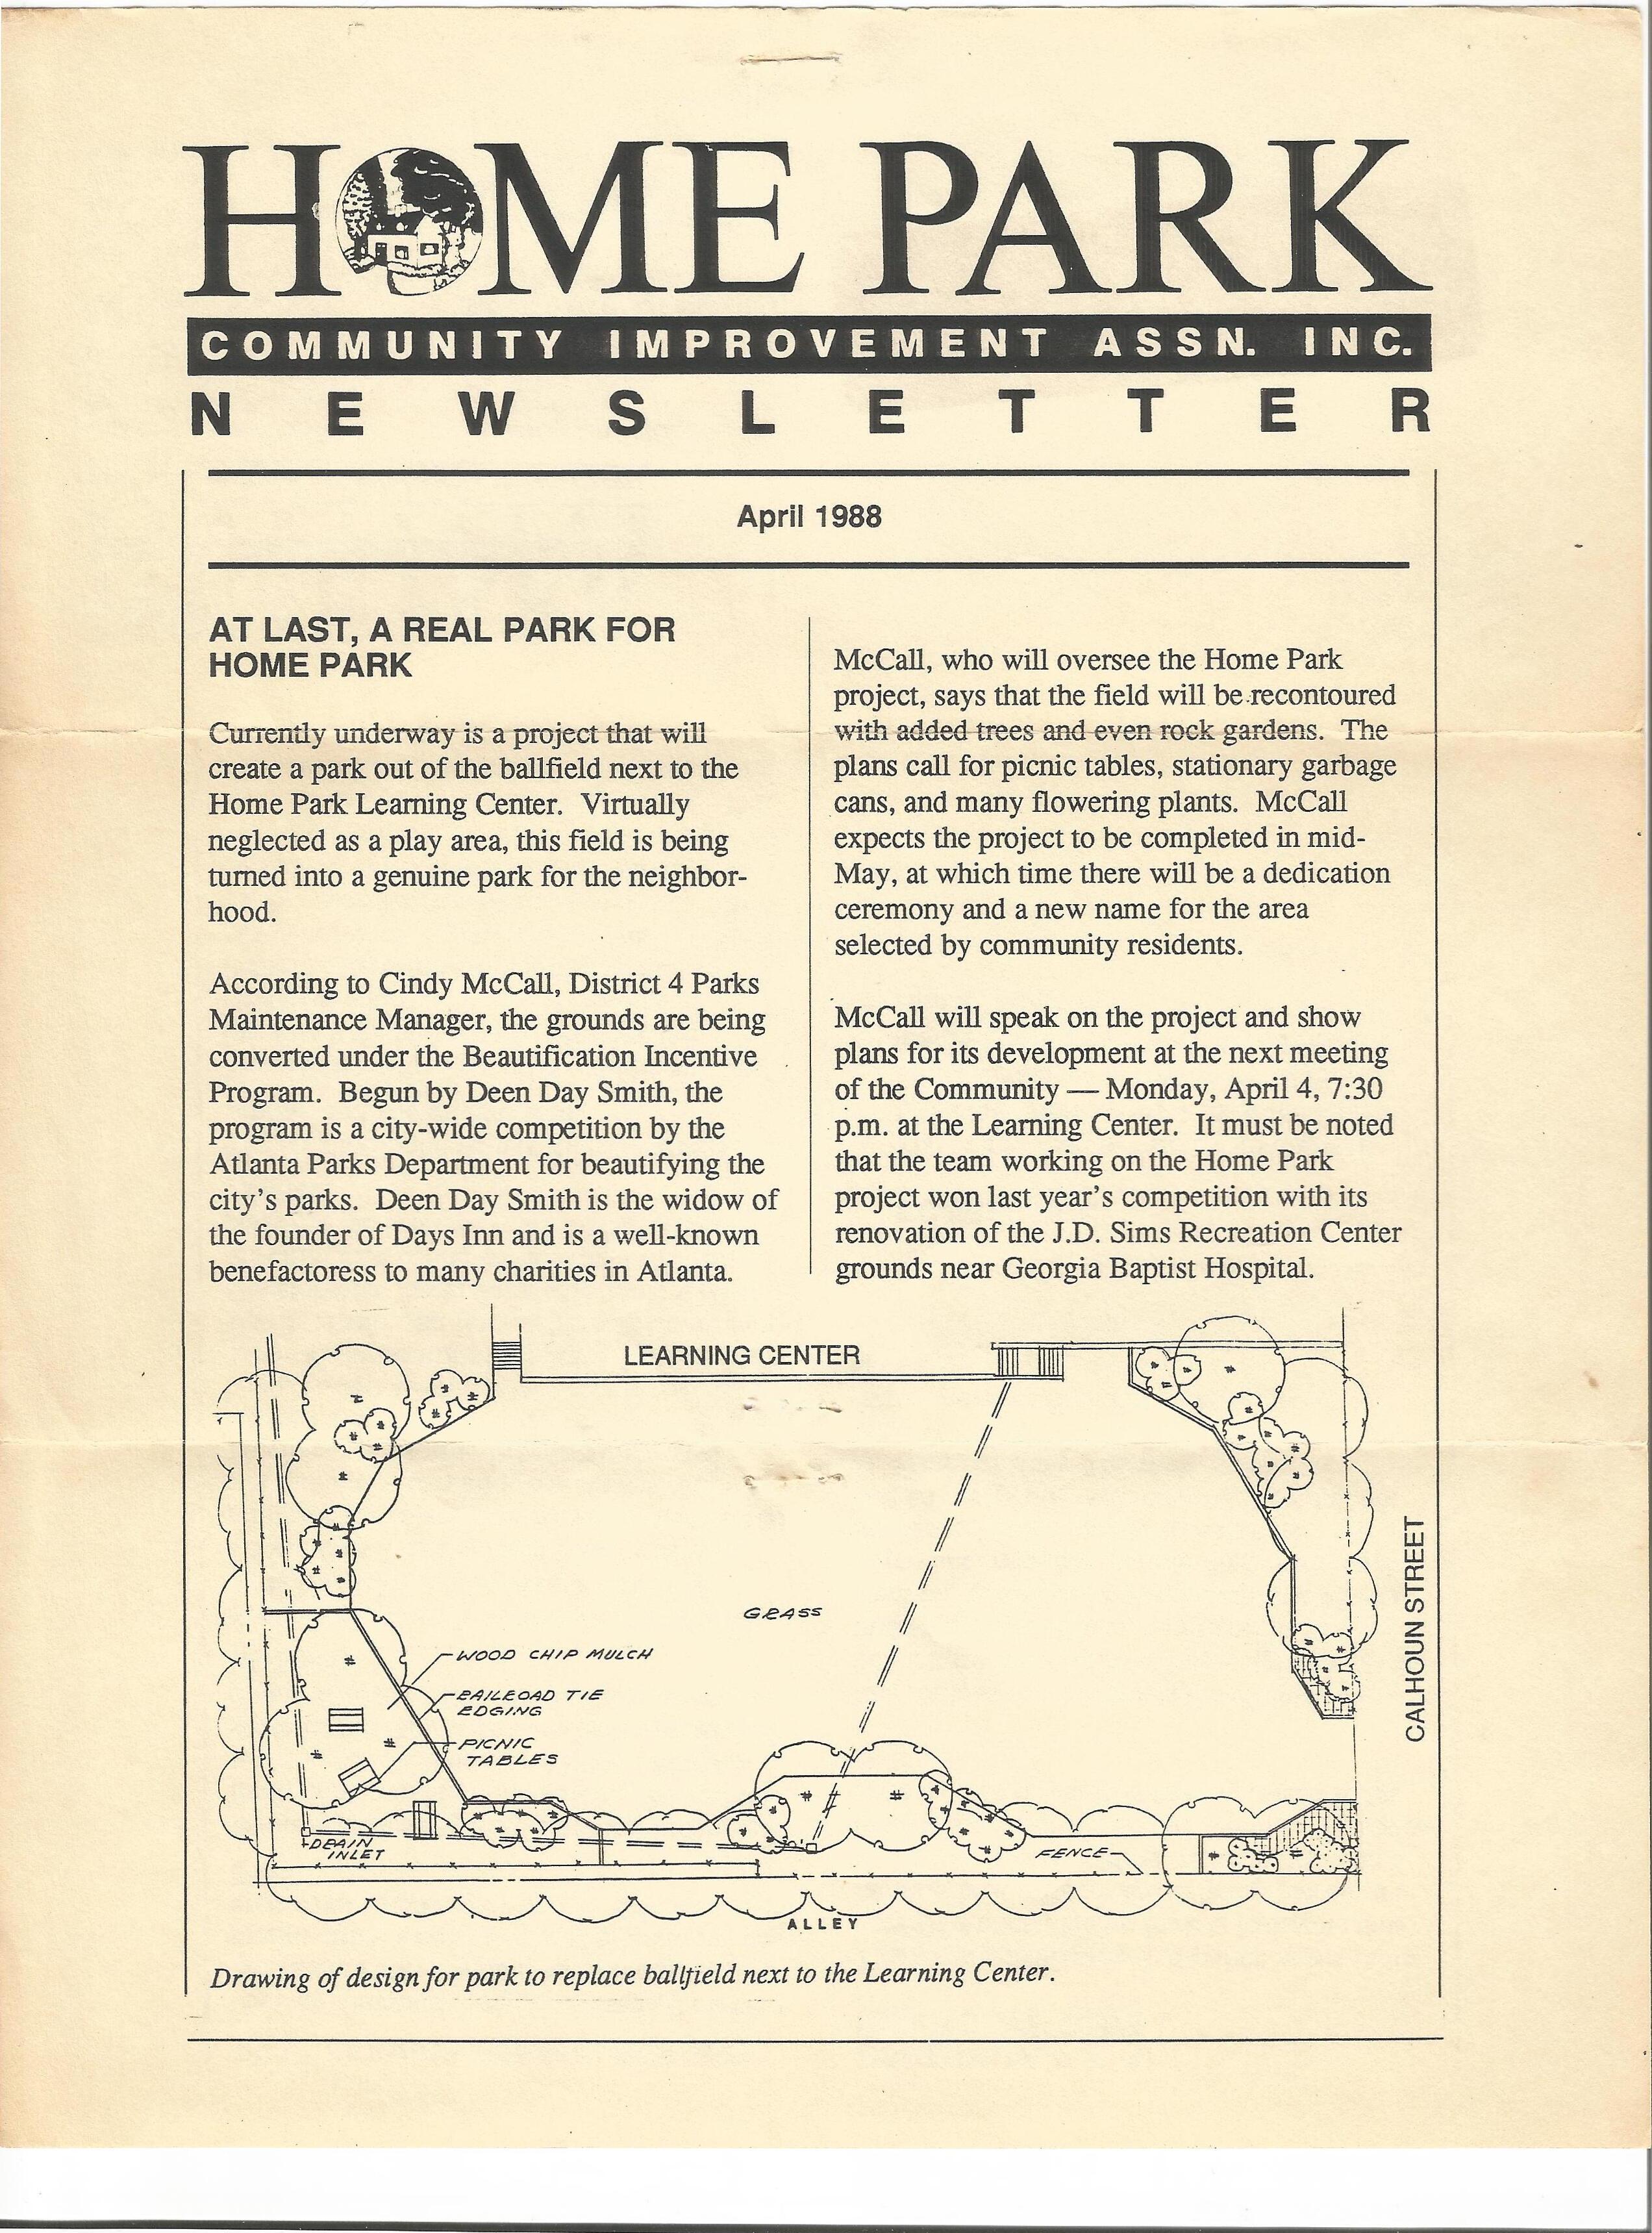 HOME PARK
COMMUNITY IMPROVEMENT ASSN. INC.
NEWSLETTER
April 1988
AT LAST, A REAL PARK FOR
HOME PARK
Currently underway is a project that will
create a park out of the ballfield next to the
Home Park Learning Center. Virtually
neglected as a play area, this field is being
turned into a genuine park for the neighbor-
hood.
According to Cindy McCall, District 4 Parks
Maintenance Manager, the grounds are being
converted under the Beautification Incentive
Program. Begun by Deen Day Smith, the
program is a city-wide competition by the
Atlanta Parks Department for beautifying the
city's parks. Deen Day Smith is the widow of
the founder of Days Inn and is a well-known
benefactoress to many charities in Atlanta.
McCall, who will oversee the Home Park
project, says that the field will be recontoured
with added trees and even rock gardens. The
plans call for picnic tables, stationary garbage
cans, and many flowering plants. McCall
expects the project to be completed in mid-
May, at which time there will be a dedication
ceremony and a new name for the area
selected by community residents.
McCall will speak on the project and show
plans for its development at the next meeting
of the Community — Monday, April 4, 7:30
p.m. at the Learning Center. It must be noted
that the team working on the Home Park
project won last year's competition with its
renovation of the J.D. Sims Recreation Center
grounds near Georgia Baptist Hospital.
LEARNING CENTER
GRASS
WOOD CHIP MULCH
RAILROAD TIE
EDGING
PICNIC
TABLES
DRAIN
INLET
FENCE
CALHOUN STREET
ALLEY
Drawing of design for park to replace ballfield next to the Learning Center.